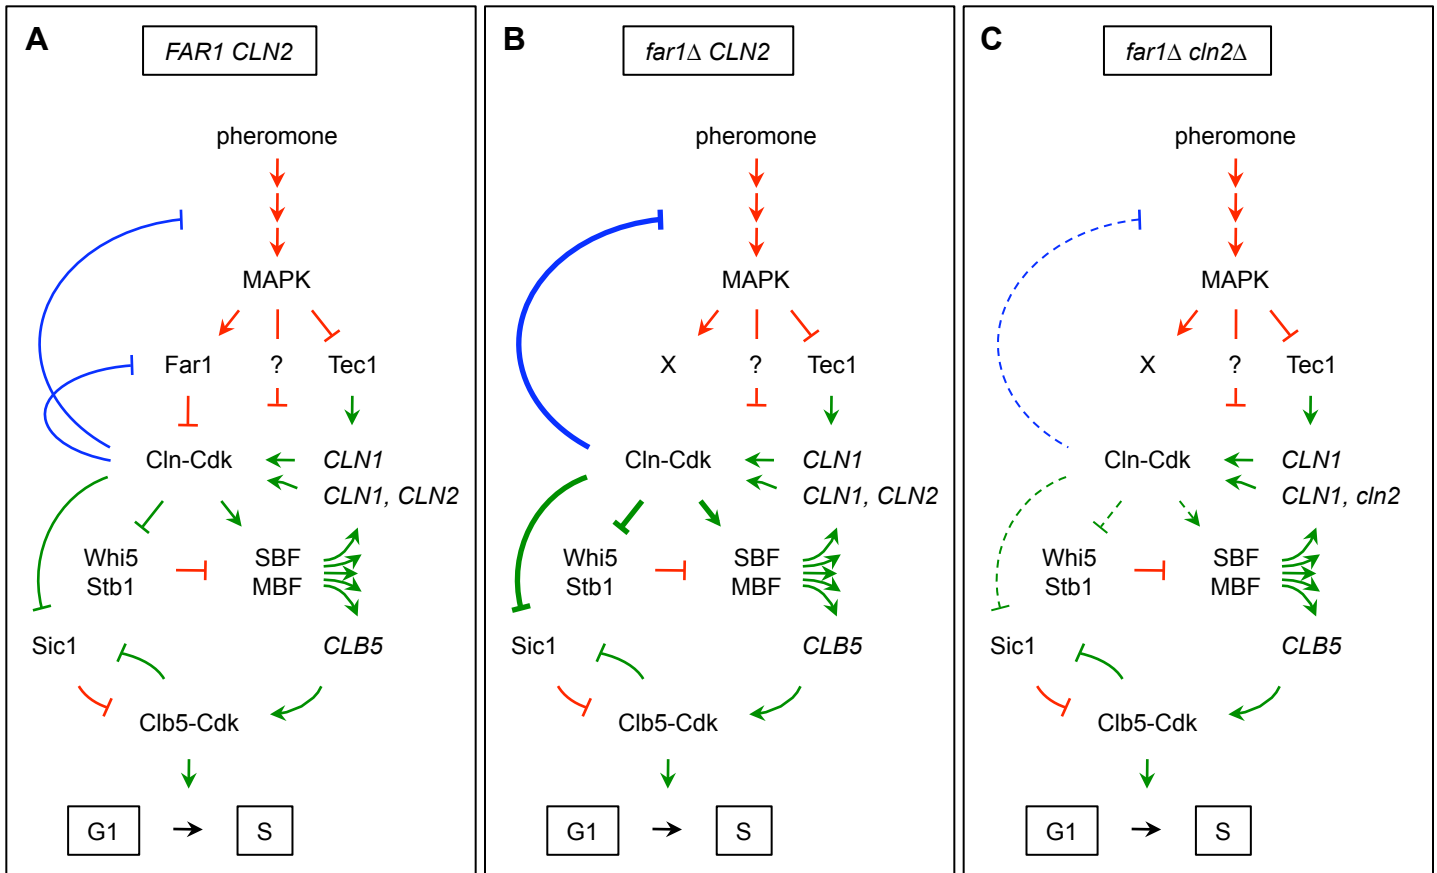 A
FAR1 CLN2
pheromone
MAPK
Far1 ? Tec1
Cln-Cdk CLN1
CLN1, CLN2
Whi5 SBF
Stb1 MBF
Sic1 CLB5
Clb5-Cdk
G1 S
B
far1Δ CLN2
pheromone
MAPK
X ? Tec1
Cln-Cdk CLN1
CLN1, CLN2
Whi5 SBF
Stb1 MBF
Sic1 CLB5
Clb5-Cdk
G1 S
C
far1Δ cln2Δ
pheromone
MAPK
X ? Tec1
Cln-Cdk CLN1
CLN1, cln2
Whi5 SBF
Stb1 MBF
Sic1 CLB5
Clb5-Cdk
G1 S